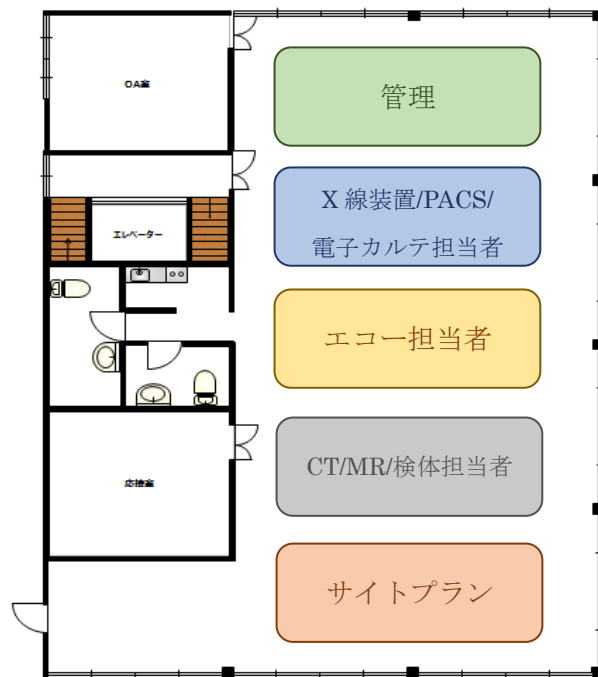 OA室
管理
X 線装置/PACS/
電子カルテ担当者
エレベーター
エコー担当者
CT/MR/検体担当者
応接室
サイトプラン